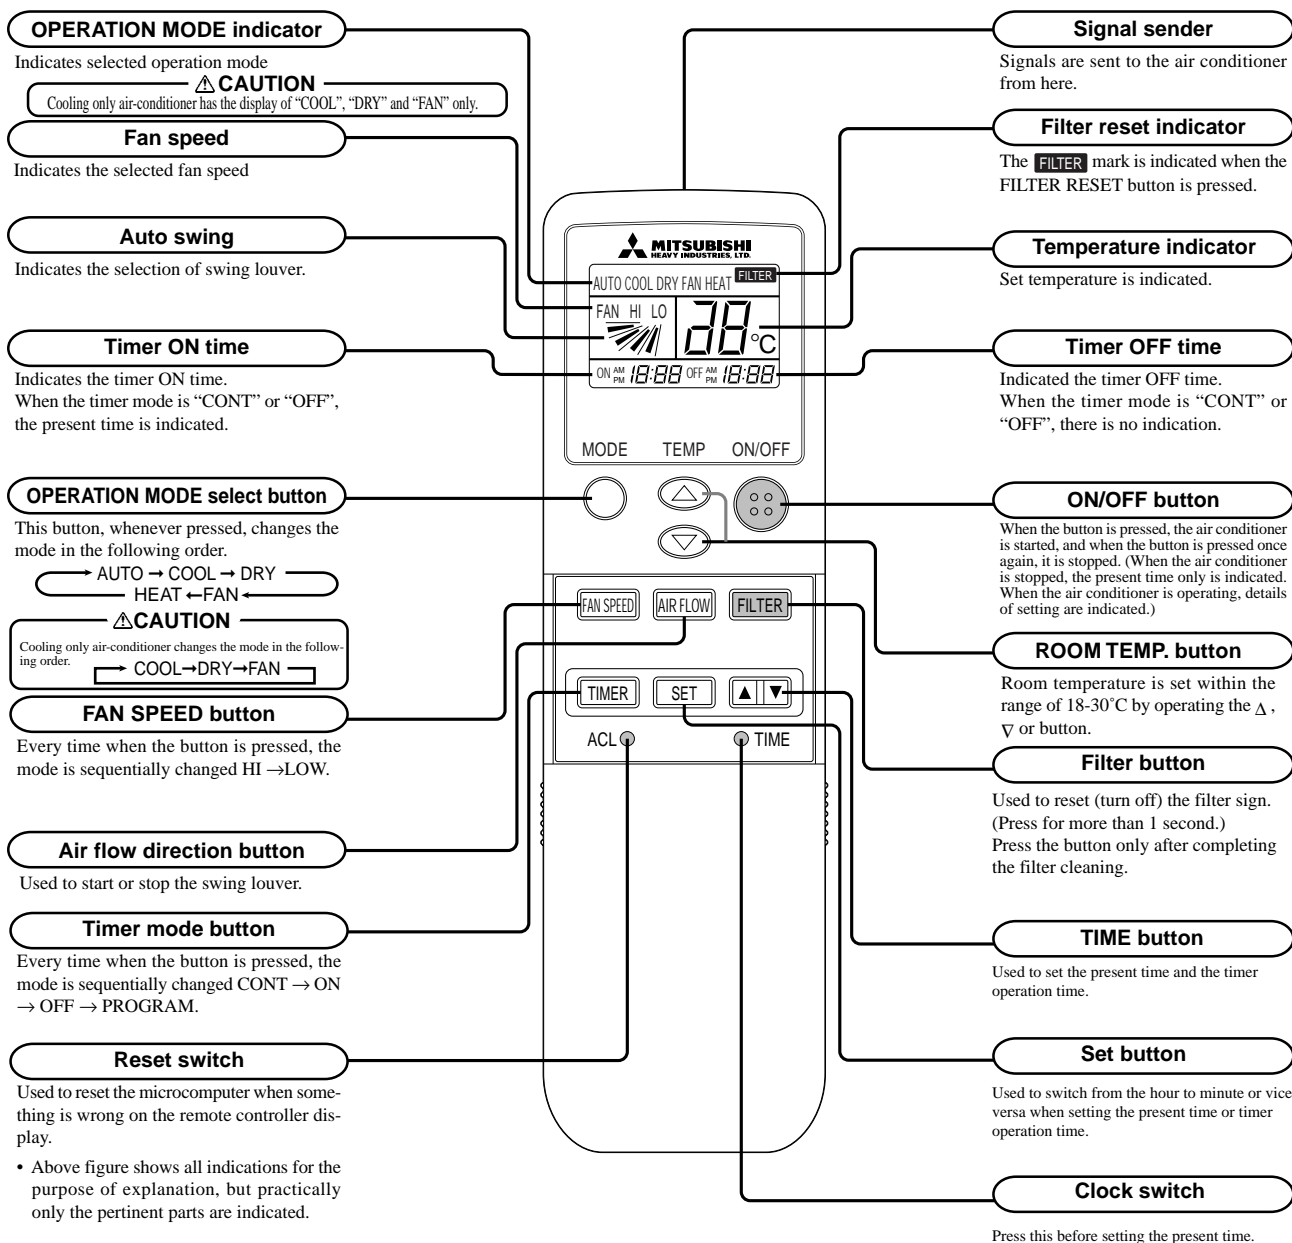 OPERATION MODE indicator
Indicates selected operation mode
⚠CAUTION
Cooling only air-conditioner has the display of “COOL”, “DRY” and “FAN” only.
Fan speed
Indicates the selected fan speed
Auto swing
Indicates the selection of swing louver.
Timer ON time
Indicates the timer ON time.
When the timer mode is “CONT” or “OFF”,
the present time is indicated.
OPERATION MODE select button
This button, whenever pressed, changes the
mode in the following order.
→ AUTO → COOL → DRY
HEAT ←FAN←
⚠CAUTION
Cooling only air-conditioner changes the mode in the follow-
ing order.
→ COOL→DRY→FAN
FAN SPEED button
Every time when the button is pressed, the
mode is sequentially changed HI →LOW.
Air flow direction button
Used to start or stop the swing louver.
Timer mode button
Every time when the button is pressed, the
mode is sequentially changed CONT → ON
→ OFF → PROGRAM.
Reset switch
Used to reset the microcomputer when some-
thing is wrong on the remote controller dis-
play.
• Above figure shows all indications for the
purpose of explanation, but practically
only the pertinent parts are indicated.
MITSUBISHI
HEAVY INDUSTRIES, LTD.
AUTO COOL DRY FAN HEAT FILTER
FAN HI LO
38 °C
ON AM PM 18:88 OFF AM PM 18:88
MODE TEMP ON/OFF
△
▽
FAN SPEED AIR FLOW FILTER
TIMER SET ▲ ▼
ACL TIME
Signal sender
Signals are sent to the air conditioner
from here.
Filter reset indicator
The FILTER mark is indicated when the
FILTER RESET button is pressed.
Temperature indicator
Set temperature is indicated.
Timer OFF time
Indicated the timer OFF time.
When the timer mode is “CONT” or
“OFF”, there is no indication.
ON/OFF button
When the button is pressed, the air conditioner
is started, and when the button is pressed once
again, it is stopped. (When the air conditioner
is stopped, the present time only is indicated.
When the air conditioner is operating, details
of setting are indicated.)
ROOM TEMP. button
Room temperature is set within the
range of 18-30˚C by operating the △ ,
▽ or button.
Filter button
Used to reset (turn off) the filter sign.
(Press for more than 1 second.)
Press the button only after completing
the filter cleaning.
TIME button
Used to set the present time and the timer
operation time.
Set button
Used to switch from the hour to minute or vice
versa when setting the present time or timer
operation time.
Clock switch
Press this before setting the present time.